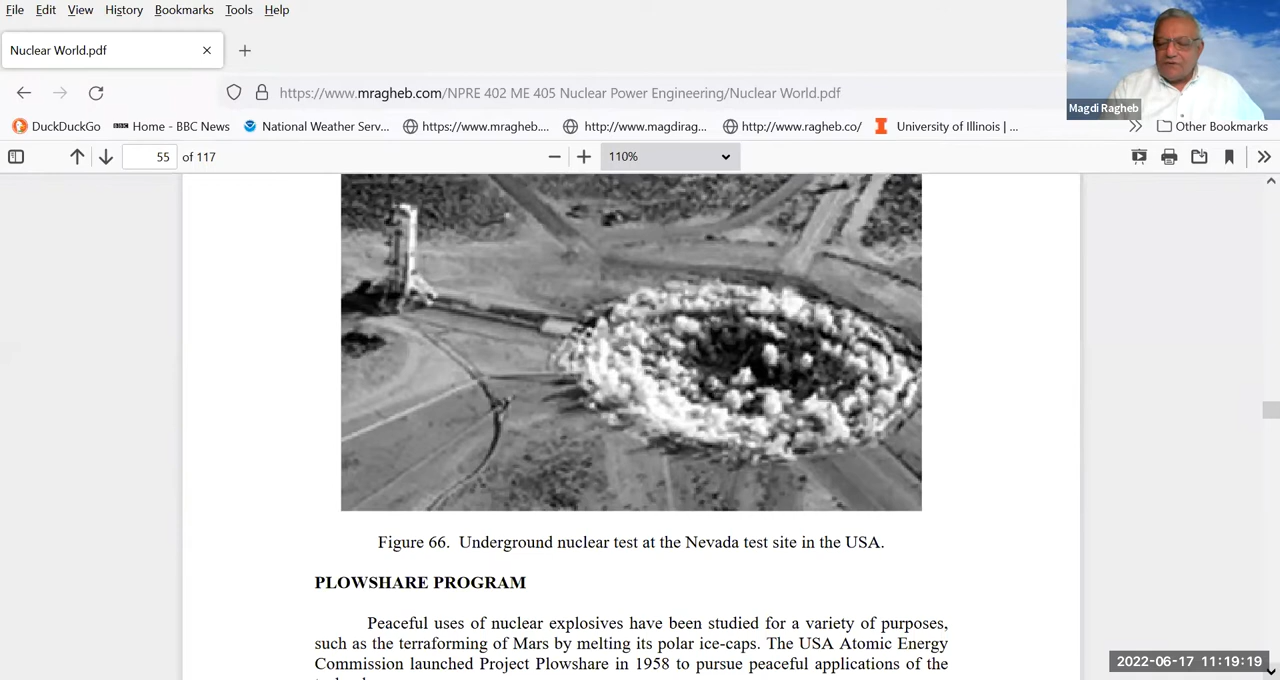 File Edit View History Bookmarks Tools Help
Nuclear World.pdf
https://www.mragheb.com/NPRE 402 ME 405 Nuclear Power Engineering/Nuclear World.pdf
Magdi Ragheb
DuckDuckGo BBC Home - BBC News National Weather Serv... https://www.mragheb.... http://www.magdirag... http://www.ragheb.co/ University of Illinois | ... Other Bookmarks
55 of 117 110%
Figure 66. Underground nuclear test at the Nevada test site in the USA.
PLOWSHARE PROGRAM
Peaceful uses of nuclear explosives have been studied for a variety of purposes,
such as the terraforming of Mars by melting its polar ice-caps. The USA Atomic Energy
Commission launched Project Plowshare in 1958 to pursue peaceful applications of the
2022-06-17 11:19:19